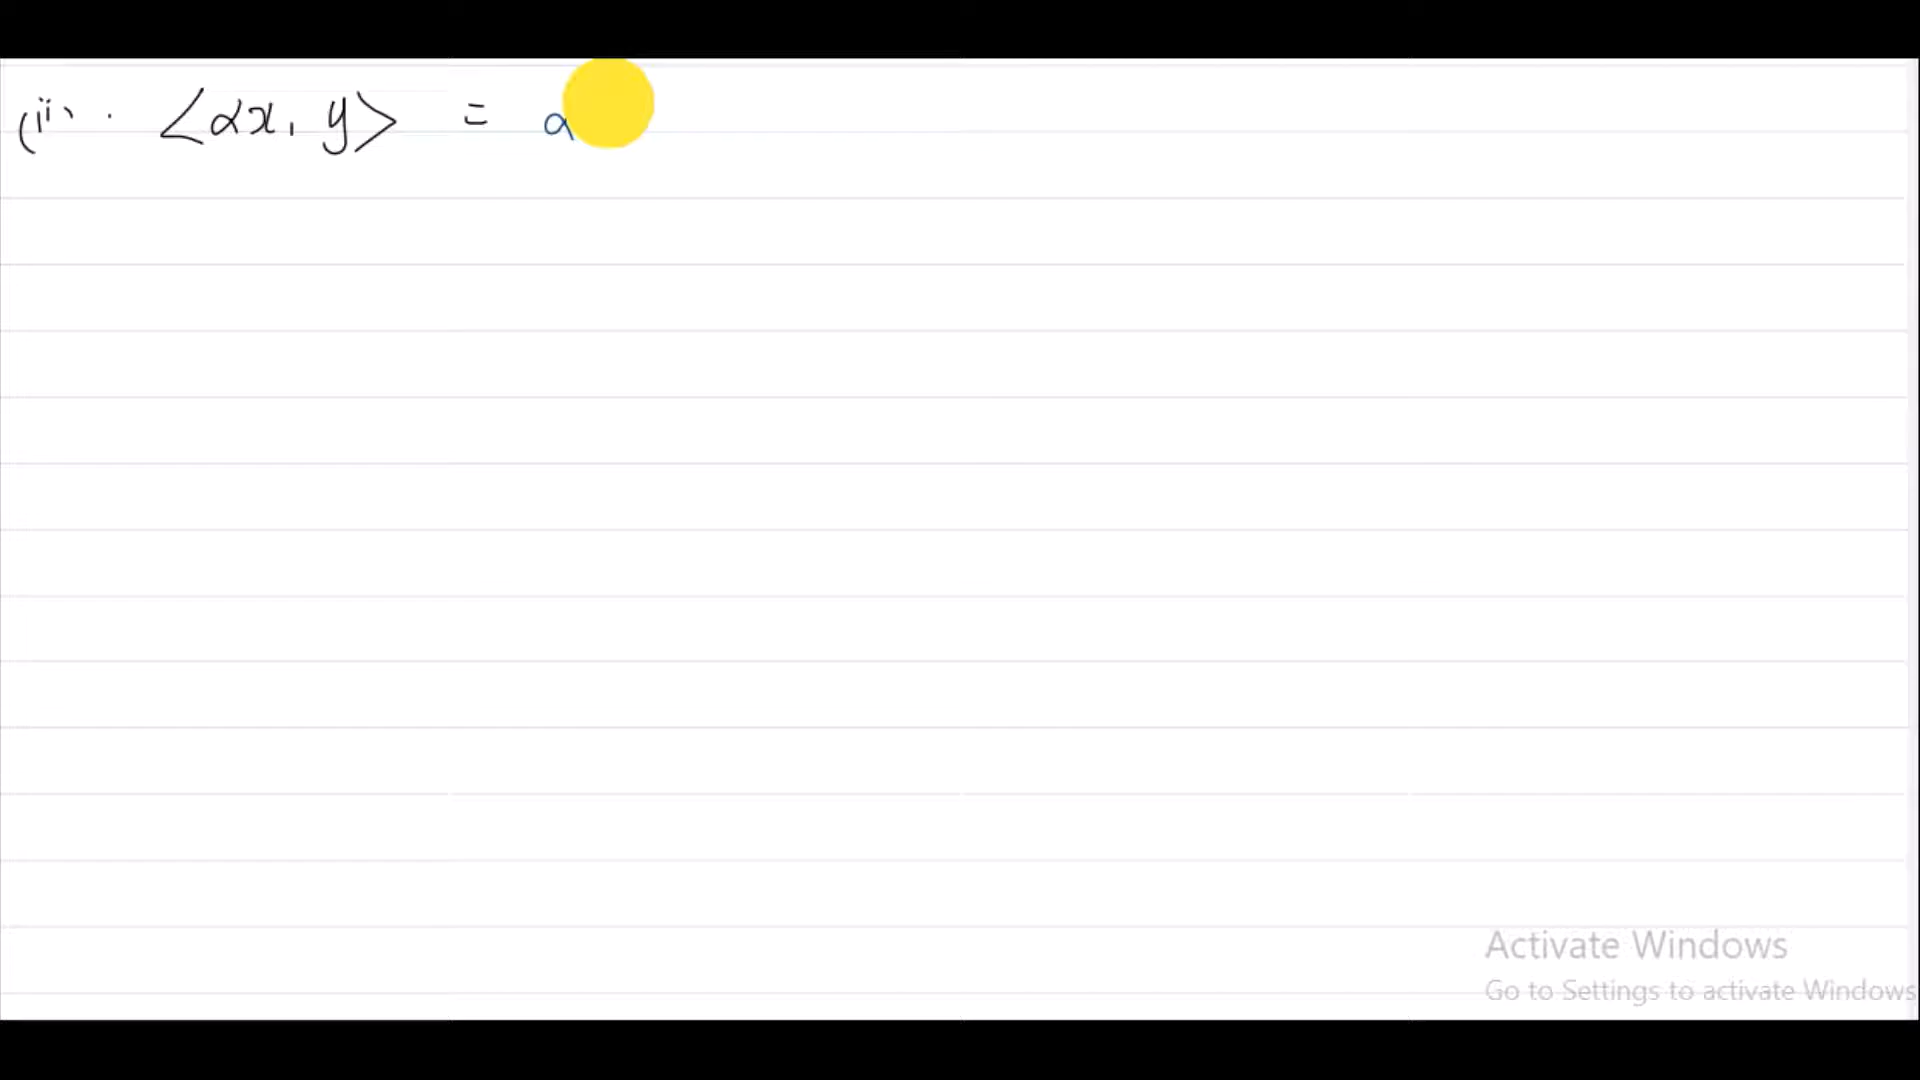 (ii) . <αx, y> = α
Activate Windows
Go to Settings to activate Windows